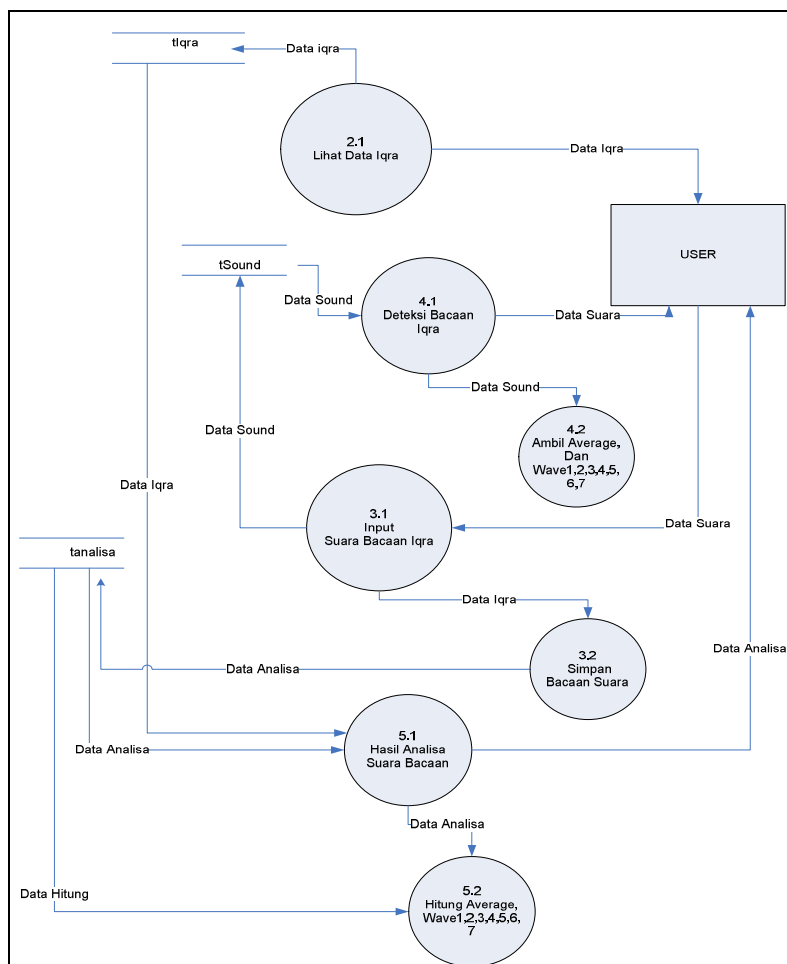 tIqra
Data iqra
2.1
Lihat Data Iqra
Data Iqra
USER
tSound
Data Sound
4.1
Deteksi Bacaan
Iqra
Data Suara
Data Sound
4.2
Ambil Average,
Dan
Wave1,2,3,4,5,
6,7
Data Sound
Data Iqra
3.1
Input
Suara Bacaan Iqra
Data Suara
tanalisa
Data Iqra
3.2
Simpan
Bacaan Suara
Data Analisa
Data Analisa
5.1
Hasil Analisa
Suara Bacaan
Data Analisa
Data Analisa
Data Hitung
5.2
Hitung Average,
Wave1,2,3,4,5,6,
7